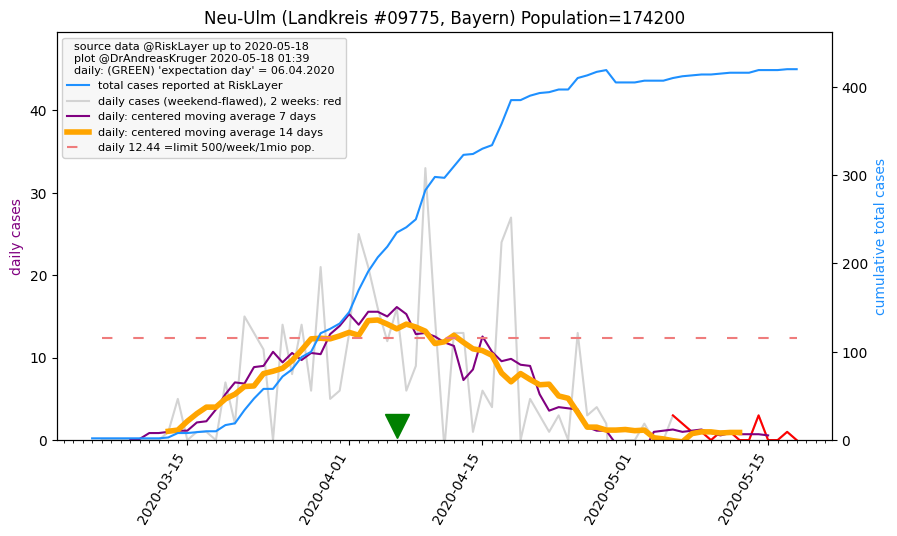 Neu-Ulm (Landkreis #09775, Bayern) Population=174200
source data @RiskLayer up to 2020-05-18
plot @DrAndreasKruger 2020-05-18 01:39
daily: (GREEN) 'expectation day' = 06.04.2020
total cases reported at RiskLayer
daily cases (weekend-flawed), 2 weeks: red
daily: centered moving average 7 days
daily: centered moving average 14 days
daily 12.44 =limit 500/week/1mio pop.
daily cases
40
30
20
10
0
cumulative total cases
400
300
200
100
0
2020-03-15
2020-04-01
2020-04-15
2020-05-01
2020-05-15